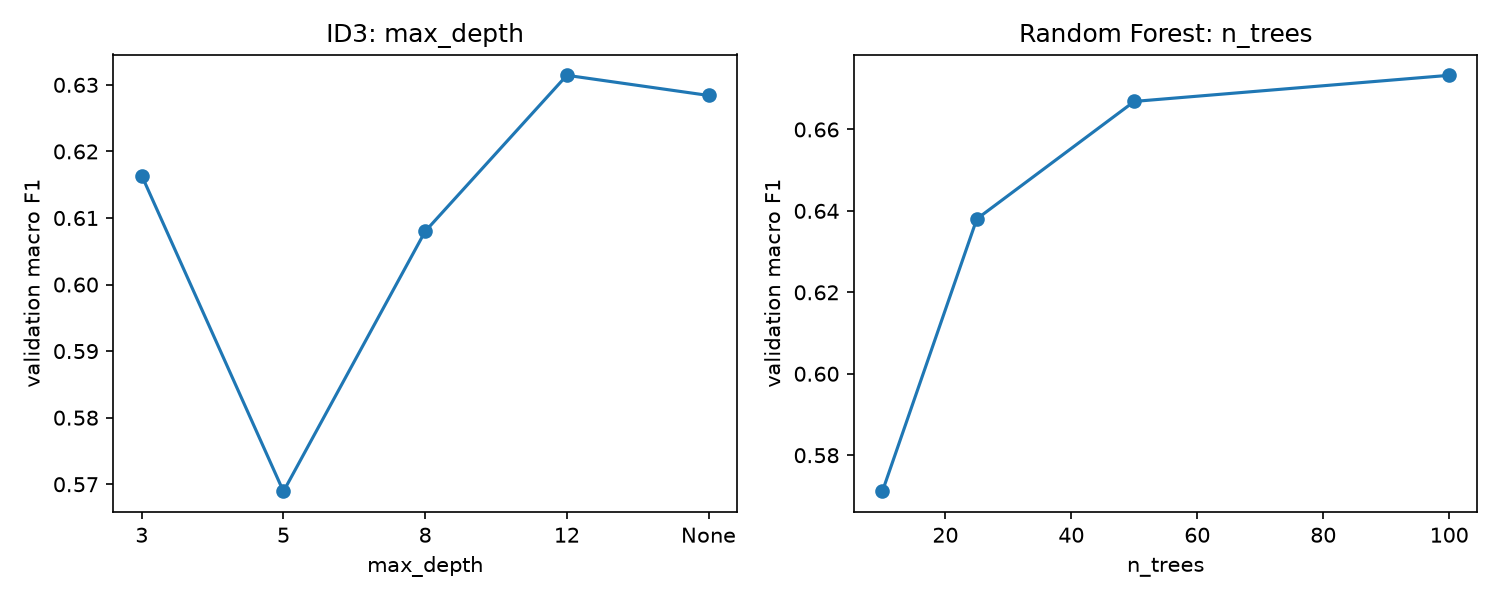 ID3: max_depth
0.63
0.62
0.61
0.60
0.59
0.58
0.57
validation macro F1
3 5 8 12 None
max_depth
Random Forest: n_trees
0.66
0.64
0.62
0.60
0.58
validation macro F1
20 40 60 80 100
n_trees